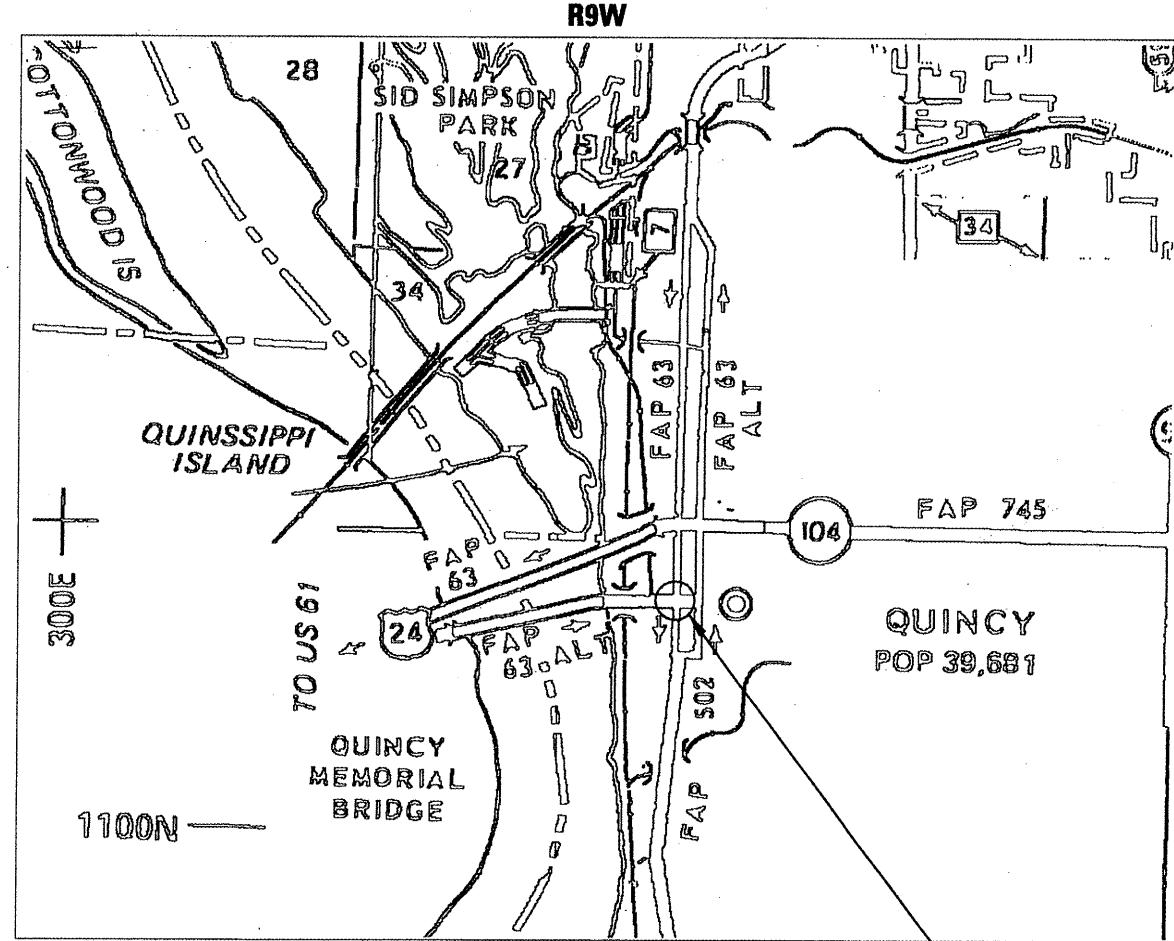 R9W
28
SID SIMPSON
PARK
27
OTTONWOOD IS
34
7
34
FAP 63
FAP 63
ALT
QUINSSIPPI
ISLAND
300E
FAP 745
104
FAP
63
TO US 61
24
FAP
63 ALT
QUINCY
POP 39,681
502
FAP
QUINCY
MEMORIAL
BRIDGE
1100N